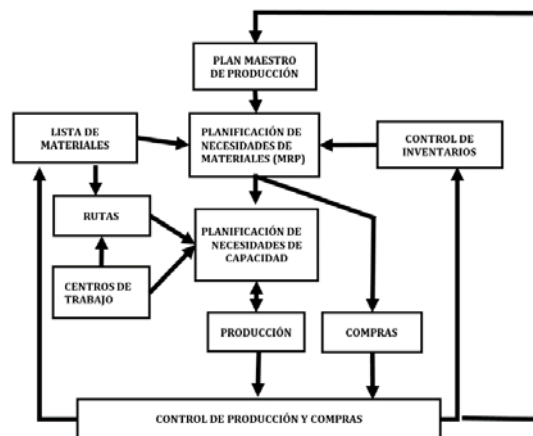 PLAN MAESTRO
DE PRODUCCIÓN
LISTA DE
MATERIALES
PLANIFICACIÓN DE
NECESIDADES DE
MATERIALES (MRP)
CONTROL DE
INVENTARIOS
RUTAS
PLANIFICACIÓN DE
NECESIDADES DE
CAPACIDAD
CENTROS DE
TRABAJO
PRODUCCIÓN
COMPRAS
CONTROL DE PRODUCCIÓN Y COMPRAS